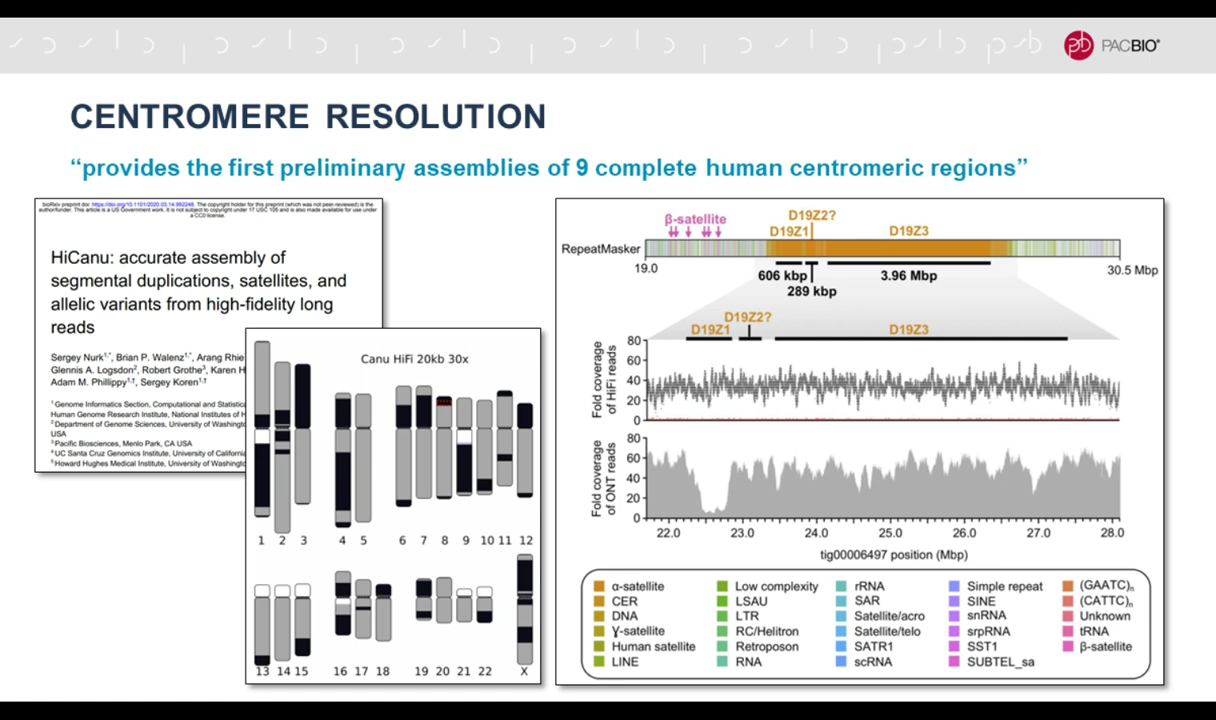 PACBIO®
CENTROMERE RESOLUTION
“provides the first preliminary assemblies of 9 complete human centromeric regions”
bioRxiv preprint doi: https://doi.org/10.1101/2020.03.14.992248. The copyright holder for this preprint (which was not peer-reviewed) is the
author/funder. This article is a US Government work. It is not subject to copyright under 17 USC 105 and is also made available for use under
a CC0 license.
HiCanu: accurate assembly of
segmental duplications, satellites, and
allelic variants from high-fidelity long
reads
Sergey Nurk1,*, Brian P. Walenz1,*, Arang Rhie
Glennis A. Logsdon2, Robert Grothe3, Karen H
Adam M. Phillippy1,†, Sergey Koren1,†
1 Genome Informatics Section, Computational and Statistica
Human Genome Research Institute, National Institutes of H
2 Department of Genome Sciences, University of Washingto
USA
3 Pacific Biosciences, Menlo Park, CA USA
4 UC Santa Cruz Genomics Institute, University of California
5 Howard Hughes Medical Institute, University of Washingto
Canu HiFi 20kb 30x
1 2 3 4 5 6 7 8 9 10 11 12
13 14 15 16 17 18 19 20 21 22 X
β-satellite
D19Z2?
D19Z1
D19Z3
RepeatMasker
19.0
30.5 Mbp
606 kbp
3.96 Mbp
289 kbp
D19Z2?
D19Z1
D19Z3
Fold coverage
of HiFi reads
80
60
40
20
0
Fold coverage
of ONT reads
80
60
40
20
0
22.0 23.0 24.0 25.0 26.0 27.0 28.0
tig00006497 position (Mbp)
α-satellite
CER
DNA
Ɣ-satellite
Human satellite
LINE
Low complexity
LSAU
LTR
RC/Helitron
Retroposon
RNA
rRNA
SAR
Satellite/acro
Satellite/telo
SATR1
scRNA
Simple repeat
SINE
snRNA
srpRNA
SST1
SUBTEL_sa
(GAATC)n
(CATTC)n
Unknown
tRNA
β-satellite